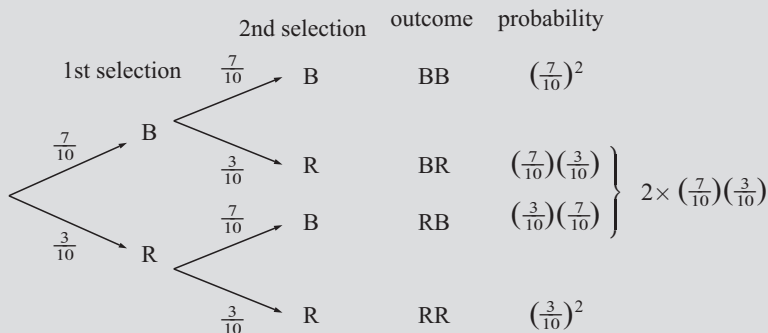 2nd selection outcome probability
1st selection
7/10 B BB (7/10)^2
B
7/10
3/10 R BR (7/10)(3/10)
2 × (7/10)(3/10)
7/10 B RB (3/10)(7/10)
3/10
R
3/10 R RR (3/10)^2